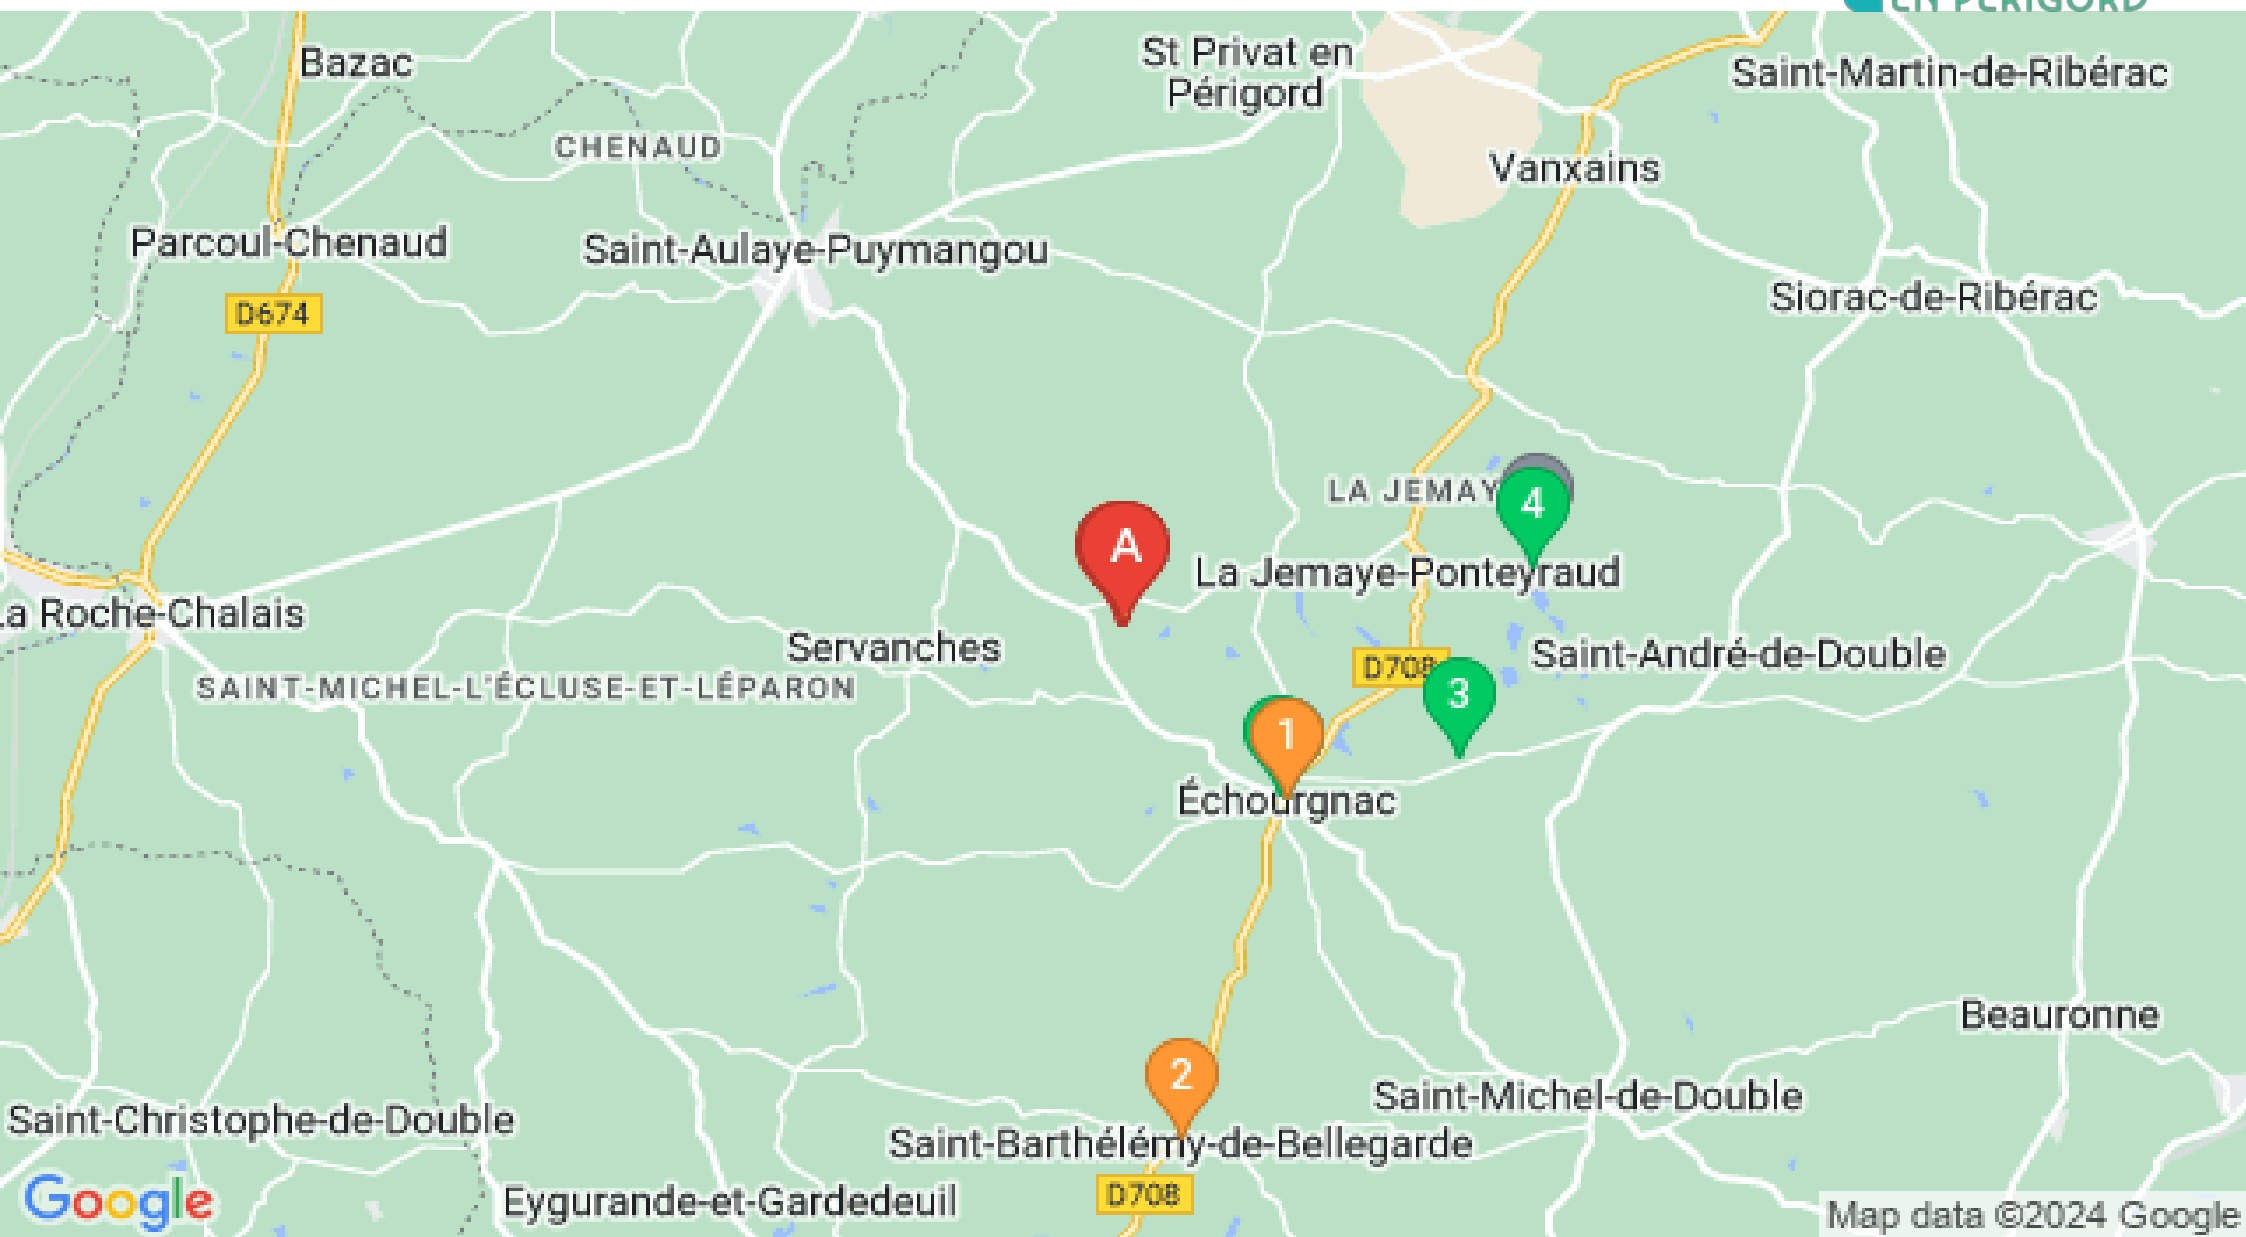 EN PÉRIGORD
Bazac
St Privat en
Périgord
Saint-Martin-de-Ribérac
CHENAUD
Vanxains
Parcoul-Chenaud
Saint-Aulaye-Puymangou
D674
Siorac-de-Ribérac
LA JEMAY
4
A
La Jemaye-Ponteyraud
La Roche-Chalais
Servanches
D708
Saint-André-de-Double
SAINT-MICHEL-L'ÉCLUSE-ET-LÉPARON
3
1
Échourgnac
Beauronne
2
Saint-Michel-de-Double
Saint-Christophe-de-Double
Saint-Barthélémy-de-Bellegarde
D708
Google
Eygurande-et-Gardedeuil
Map data ©2024 Google